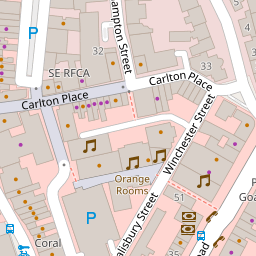 ampton Street
P
32
33
SE RFCA
Carlton Place
Carlton Place
Winchester Street
Orange
Rooms
P
alisbury Street
51
Coral
Goa
ad